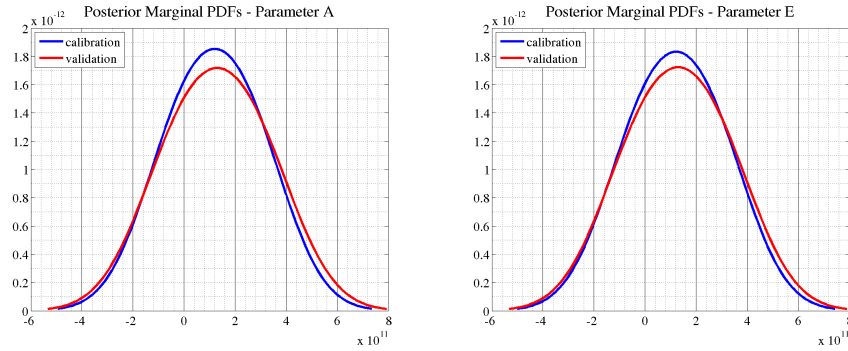 Posterior Marginal PDFs - Parameter A
x 10^-12
2
1.8
1.6
1.4
1.2
1
0.8
0.6
0.4
0.2
0
calibration
validation
-6 -4 -2 0 2 4 6 8
x 10^11
Posterior Marginal PDFs - Parameter E
x 10^-12
2
1.8
1.6
1.4
1.2
1
0.8
0.6
0.4
0.2
0
calibration
validation
-6 -4 -2 0 2 4 6 8
x 10^11